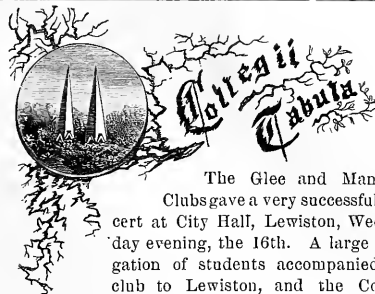 Collegii
Tabula
The Glee and Man
Clubs gave a very successful
cert at City Hall, Lewiston, We
day evening, the 16th. A large
gation of students accompanied
club to Lewiston, and the Co